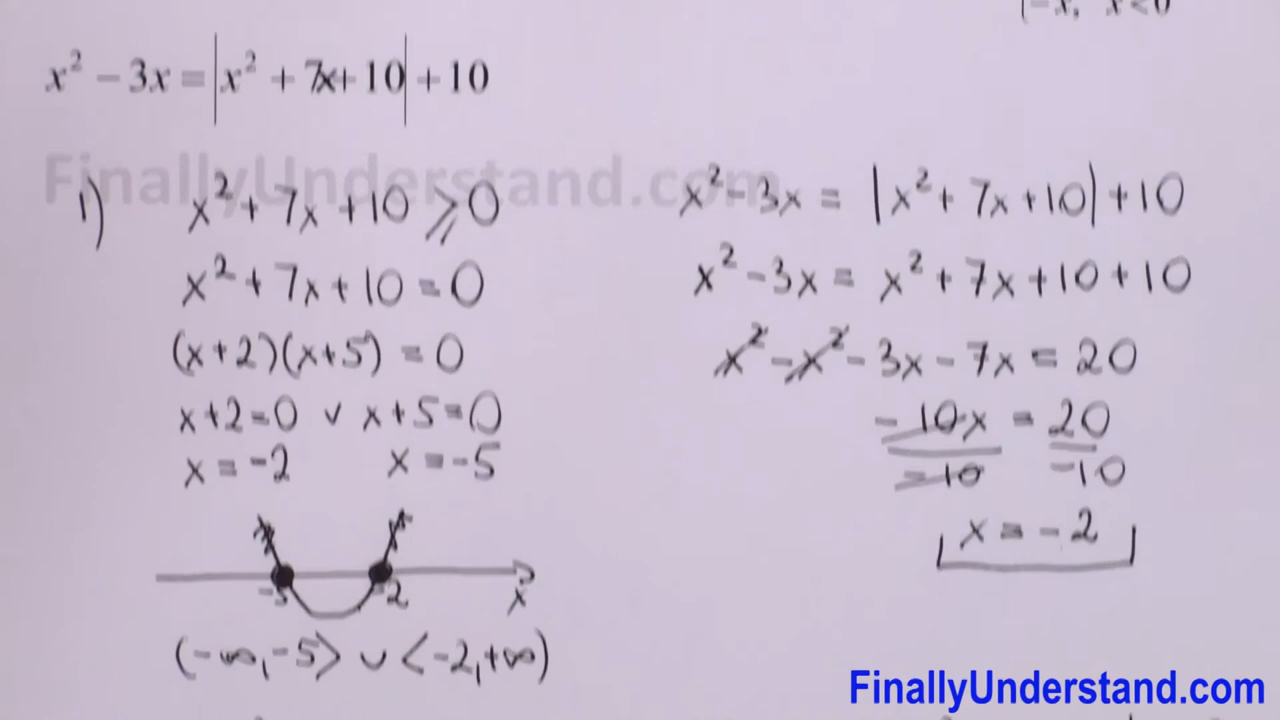 -x, x<0
x² − 3x = |x² + 7x+10| + 10
FinallyUnderstand.com
1)
x² + 7x + 10 ⩾ 0
x² + 7x + 10 = 0
(x+2)(x+5) = 0
x+2=0 ∨ x+5=0
x = -2 x = -5
-5 -2 x
(-∞,-5> ∪ <-2,+∞)
x² - 3x = |x² + 7x + 10| + 10
x² - 3x = x² + 7x + 10 + 10
x² - x² - 3x - 7x = 20
-10x = 20
-10 -10
x = -2
FinallyUnderstand.com